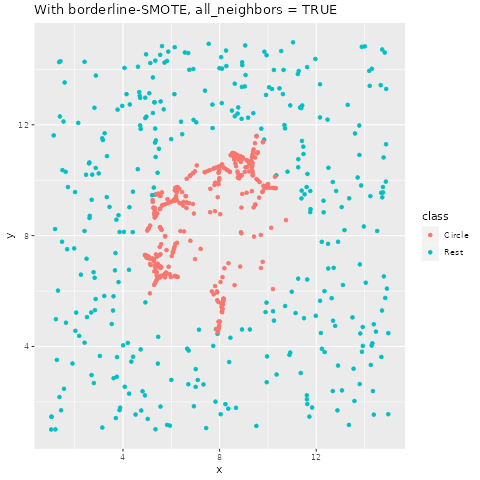 With borderline-SMOTE, all_neighbors = TRUE
12
8
4
y
4
8
12
x
class
Circle
Rest